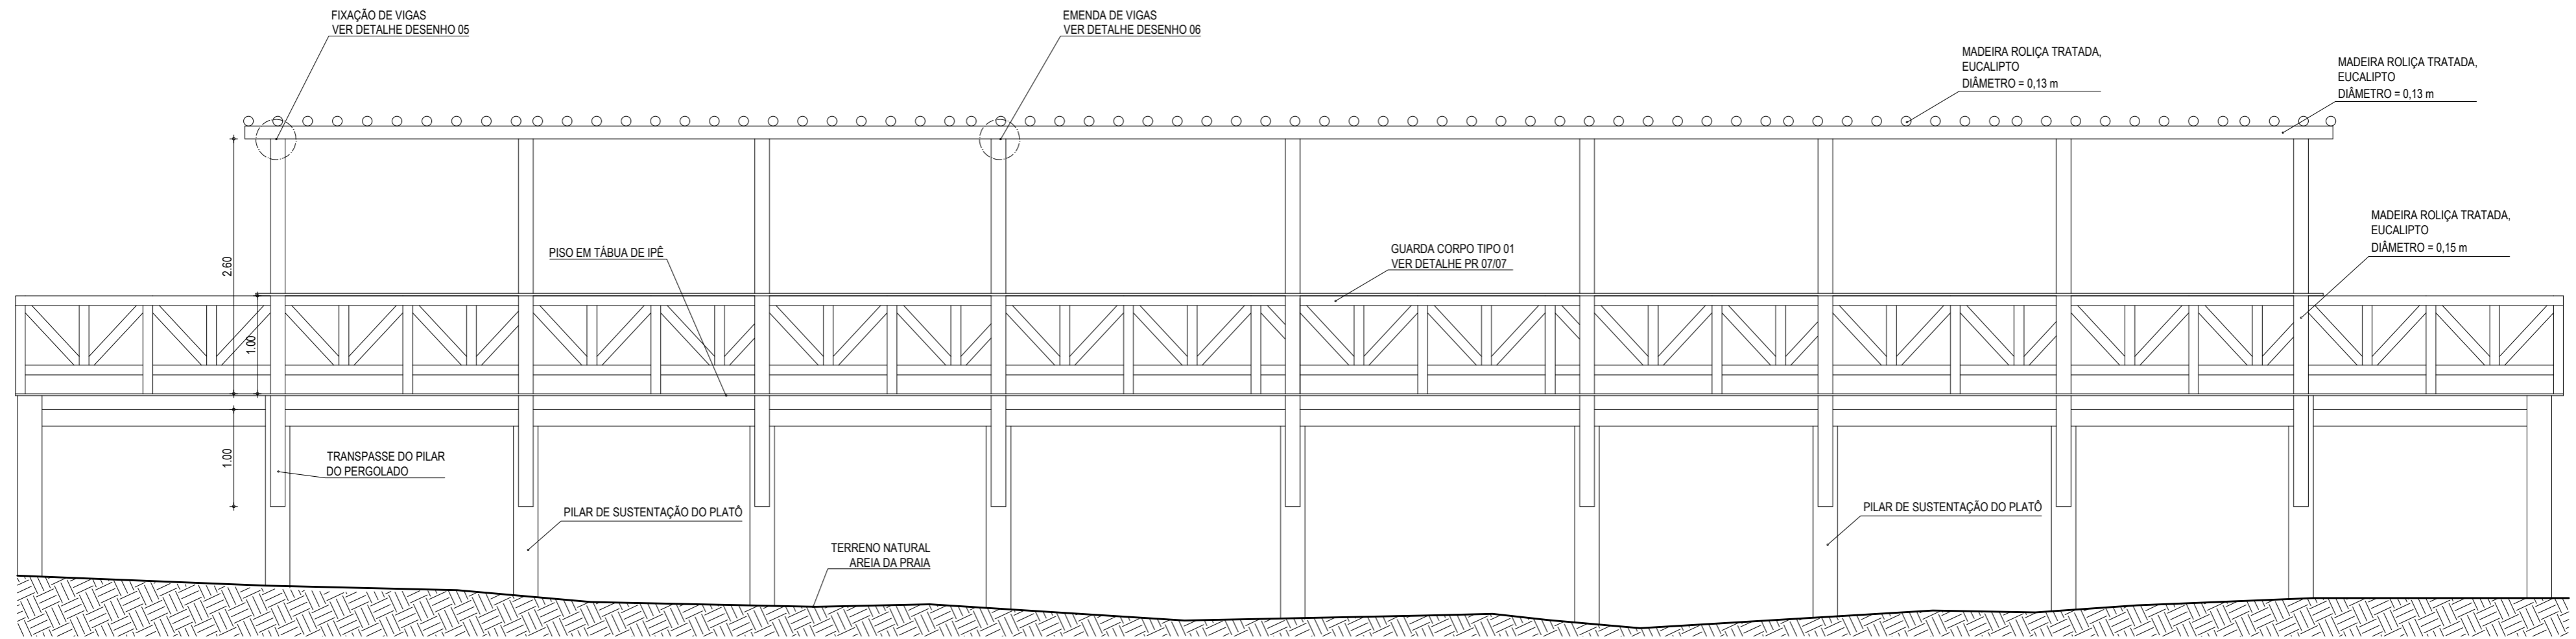 FIXAÇÃO DE VIGAS
VER DETALHE DESENHO 05
EMENDA DE VIGAS
VER DETALHE DESENHO 06
MADEIRA ROLIÇA TRATADA,
EUCALIPTO
DIÂMETRO = 0,13 m
MADEIRA ROLIÇA TRATADA,
EUCALIPTO
DIÂMETRO = 0,13 m
MADEIRA ROLIÇA TRATADA,
EUCALIPTO
DIÂMETRO = 0,15 m
PISO EM TÁBUA DE IPÊ
GUARDA CORPO TIPO 01
VER DETALHE PR 07/07
2.60
1.00
1.00
TRANSPASSE DO PILAR
DO PERGOLADO
PILAR DE SUSTENTAÇÃO DO PLATÔ
PILAR DE SUSTENTAÇÃO DO PLATÔ
TERRENO NATURAL
AREIA DA PRAIA